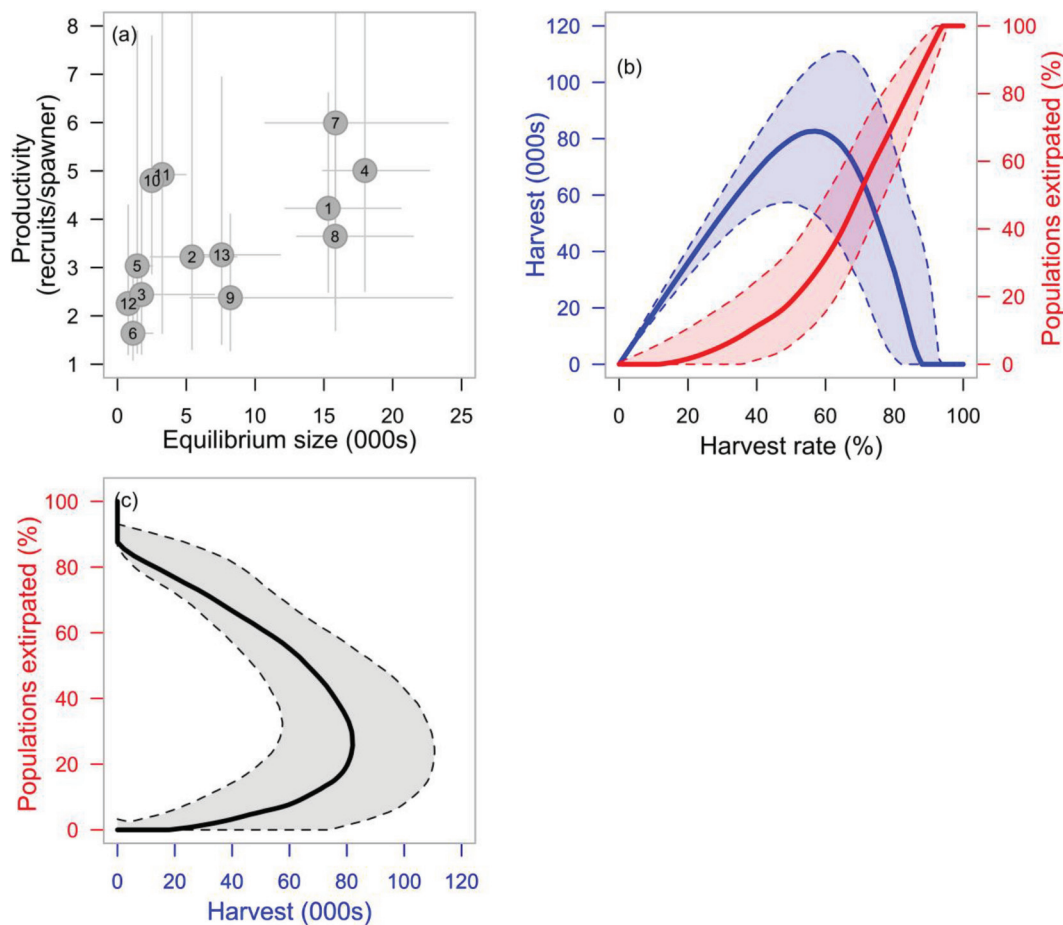 (a)
Productivity
(recruits/spawner)
8
7
6
5
4
3
2
1
7
4
11
10
1
8
13
2
5
3
9
12
6
0 5 10 15 20 25
Equilibrium size (000s)
(b)
Harvest (000s)
120
100
80
60
40
20
0
Populations extirpated (%)
100
80
60
40
20
0
0 20 40 60 80 100
Harvest rate (%)
(c)
Populations extirpated (%)
100
80
60
40
20
0
0 20 40 60 80 100 120
Harvest (000s)